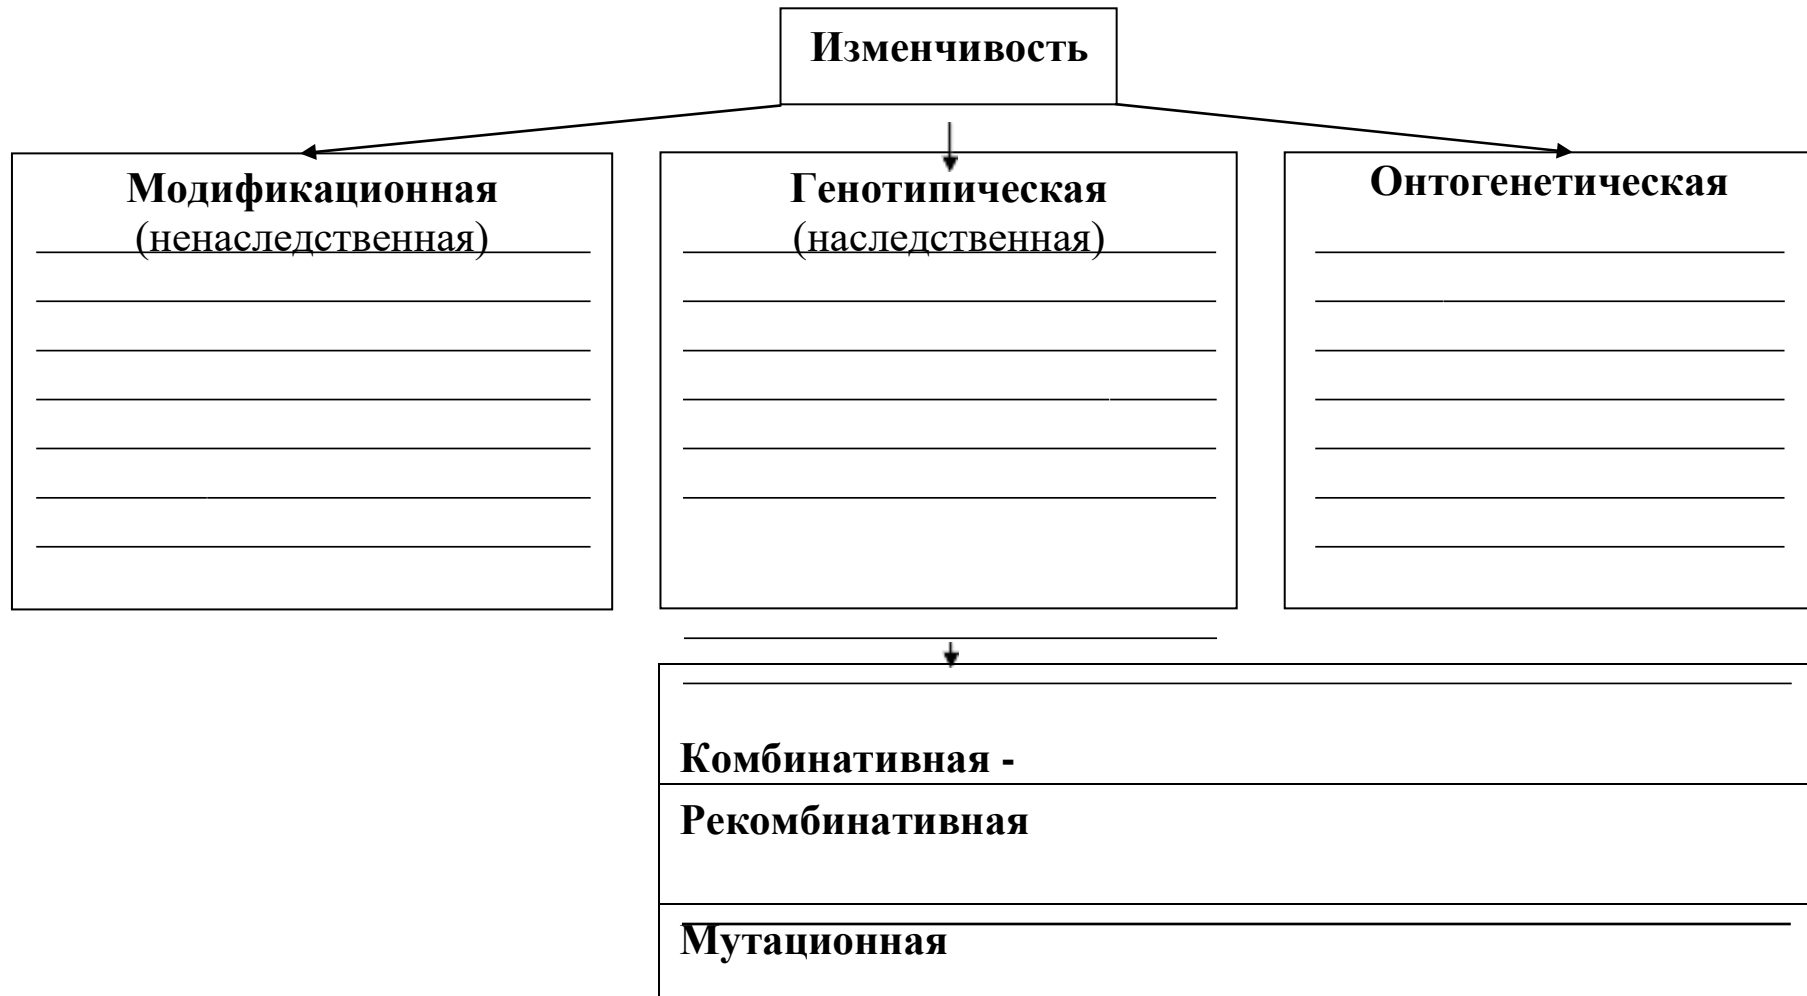 Изменчивость
Модификационная
(ненаследственная)
Генотипическая
(наследственная)
Онтогенетическая
Комбинативная -
Рекомбинативная
Мутационная